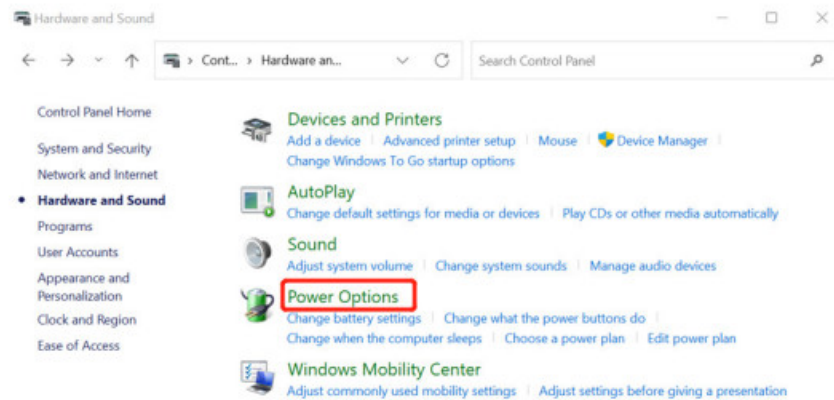 Hardware and Sound
Cont... › Hardware an...
Search Control Panel
Control Panel Home
System and Security
Network and Internet
Hardware and Sound
Programs
User Accounts
Appearance and
Personalization
Clock and Region
Ease of Access
Devices and Printers
Add a device | Advanced printer setup | Mouse | Device Manager |
Change Windows To Go startup options
AutoPlay
Change default settings for media or devices | Play CDs or other media automatically
Sound
Adjust system volume | Change system sounds | Manage audio devices
Power Options
Change battery settings | Change what the power buttons do |
Change when the computer sleeps | Choose a power plan | Edit power plan
Windows Mobility Center
Adjust commonly used mobility settings | Adjust settings before giving a presentation